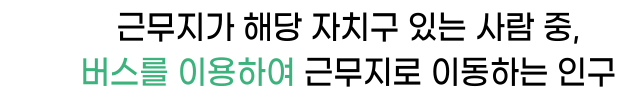 근무지가 해당 자치구 있는 사람 중,
버스를 이용하여 근무지로 이동하는 인구